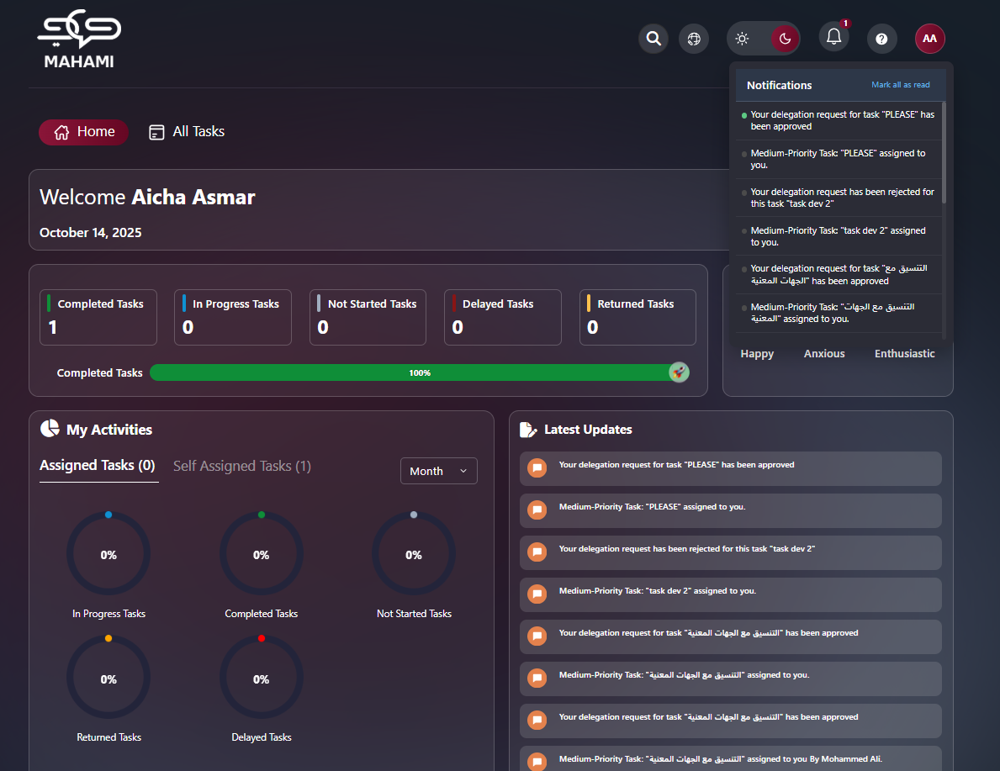 مهامي
MAHAMI
1
AA
Notifications
Mark all as read
Your delegation request for task "PLEASE" has
been approved
Medium-Priority Task: "PLEASE" assigned to
you.
Your delegation request has been rejected for
this task "task dev 2"
Medium-Priority Task: "task dev 2" assigned
to you.
Your delegation request for task "التنسيق مع
الجهات المعنية" has been approved
Medium-Priority Task: "التنسيق مع الجهات
المعنية" assigned to you.
Home
All Tasks
Welcome Aicha Asmar
October 14, 2025
Completed Tasks
1
In Progress Tasks
0
Not Started Tasks
0
Delayed Tasks
0
Returned Tasks
0
Completed Tasks
100%
Happy
Anxious
Enthusiastic
My Activities
Assigned Tasks (0)
Self Assigned Tasks (1)
Month
0%
In Progress Tasks
0%
Completed Tasks
0%
Not Started Tasks
0%
Returned Tasks
0%
Delayed Tasks
Latest Updates
Your delegation request for task "PLEASE" has been approved
Medium-Priority Task: "PLEASE" assigned to you.
Your delegation request has been rejected for this task "task dev 2"
Medium-Priority Task: "task dev 2" assigned to you.
Your delegation request for task "التنسيق مع الجهات المعنية" has been approved
Medium-Priority Task: "التنسيق مع الجهات المعنية" assigned to you.
Your delegation request for task "التنسيق مع الجهات المعنية" has been approved
Medium-Priority Task: "التنسيق مع الجهات المعنية" assigned to you By Mohammed Ali.